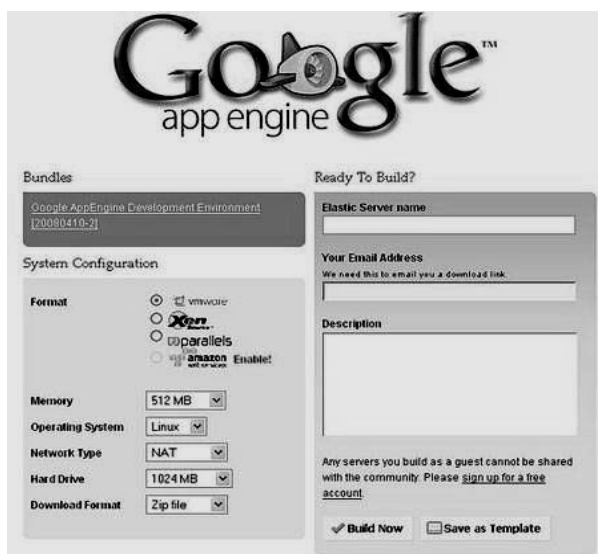 Google™
app engine
Bundles
Google AppEngine Development Environment
[20080410-2]
System Configuration
Format
vmware
Xen
parallels
amazon Enable!
web services
Memory
512 MB
Operating System
Linux
Network Type
NAT
Hard Drive
1024 MB
Download Format
Zip file
Ready To Build?
Elastic Server name
Your Email Address
We need this to email you a download link.
Description
Any servers you build as a guest cannot be shared
with the community. Please sign up for a free
account.
Build Now
Save as Template